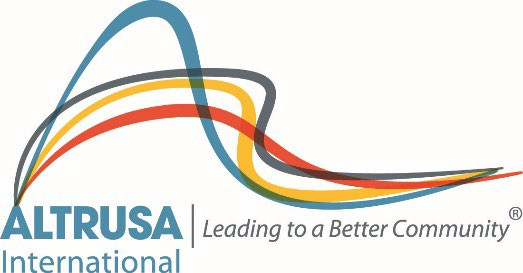 ALTRUSA
International
Leading to a Better Community®